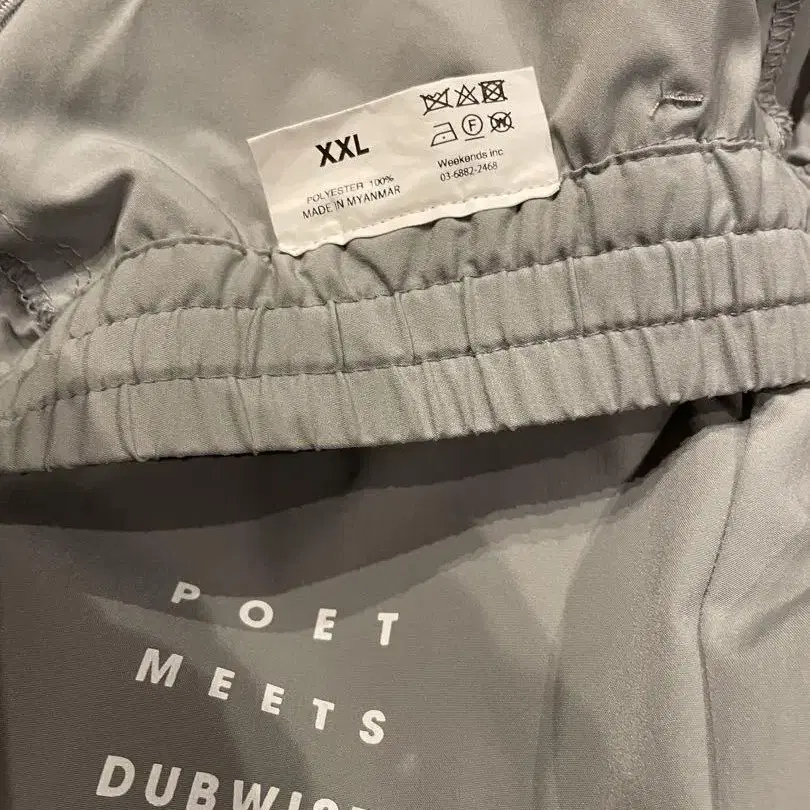 XXL
POLYESTER 100%
MADE IN MYANMAR
F
W
Weekends inc
03-6882-2468
POET
MEETS